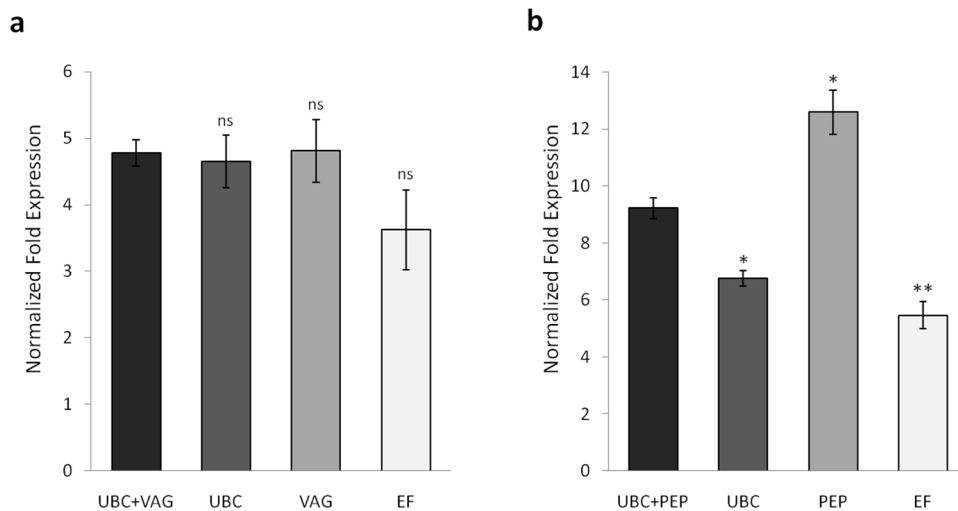 a
Normalized Fold Expression
6
5
4
3
2
1
0
ns
ns
ns
UBC+VAG UBC VAG EF
b
Normalized Fold Expression
14
12
10
8
6
4
2
0
*
*
**
UBC+PEP UBC PEP EF